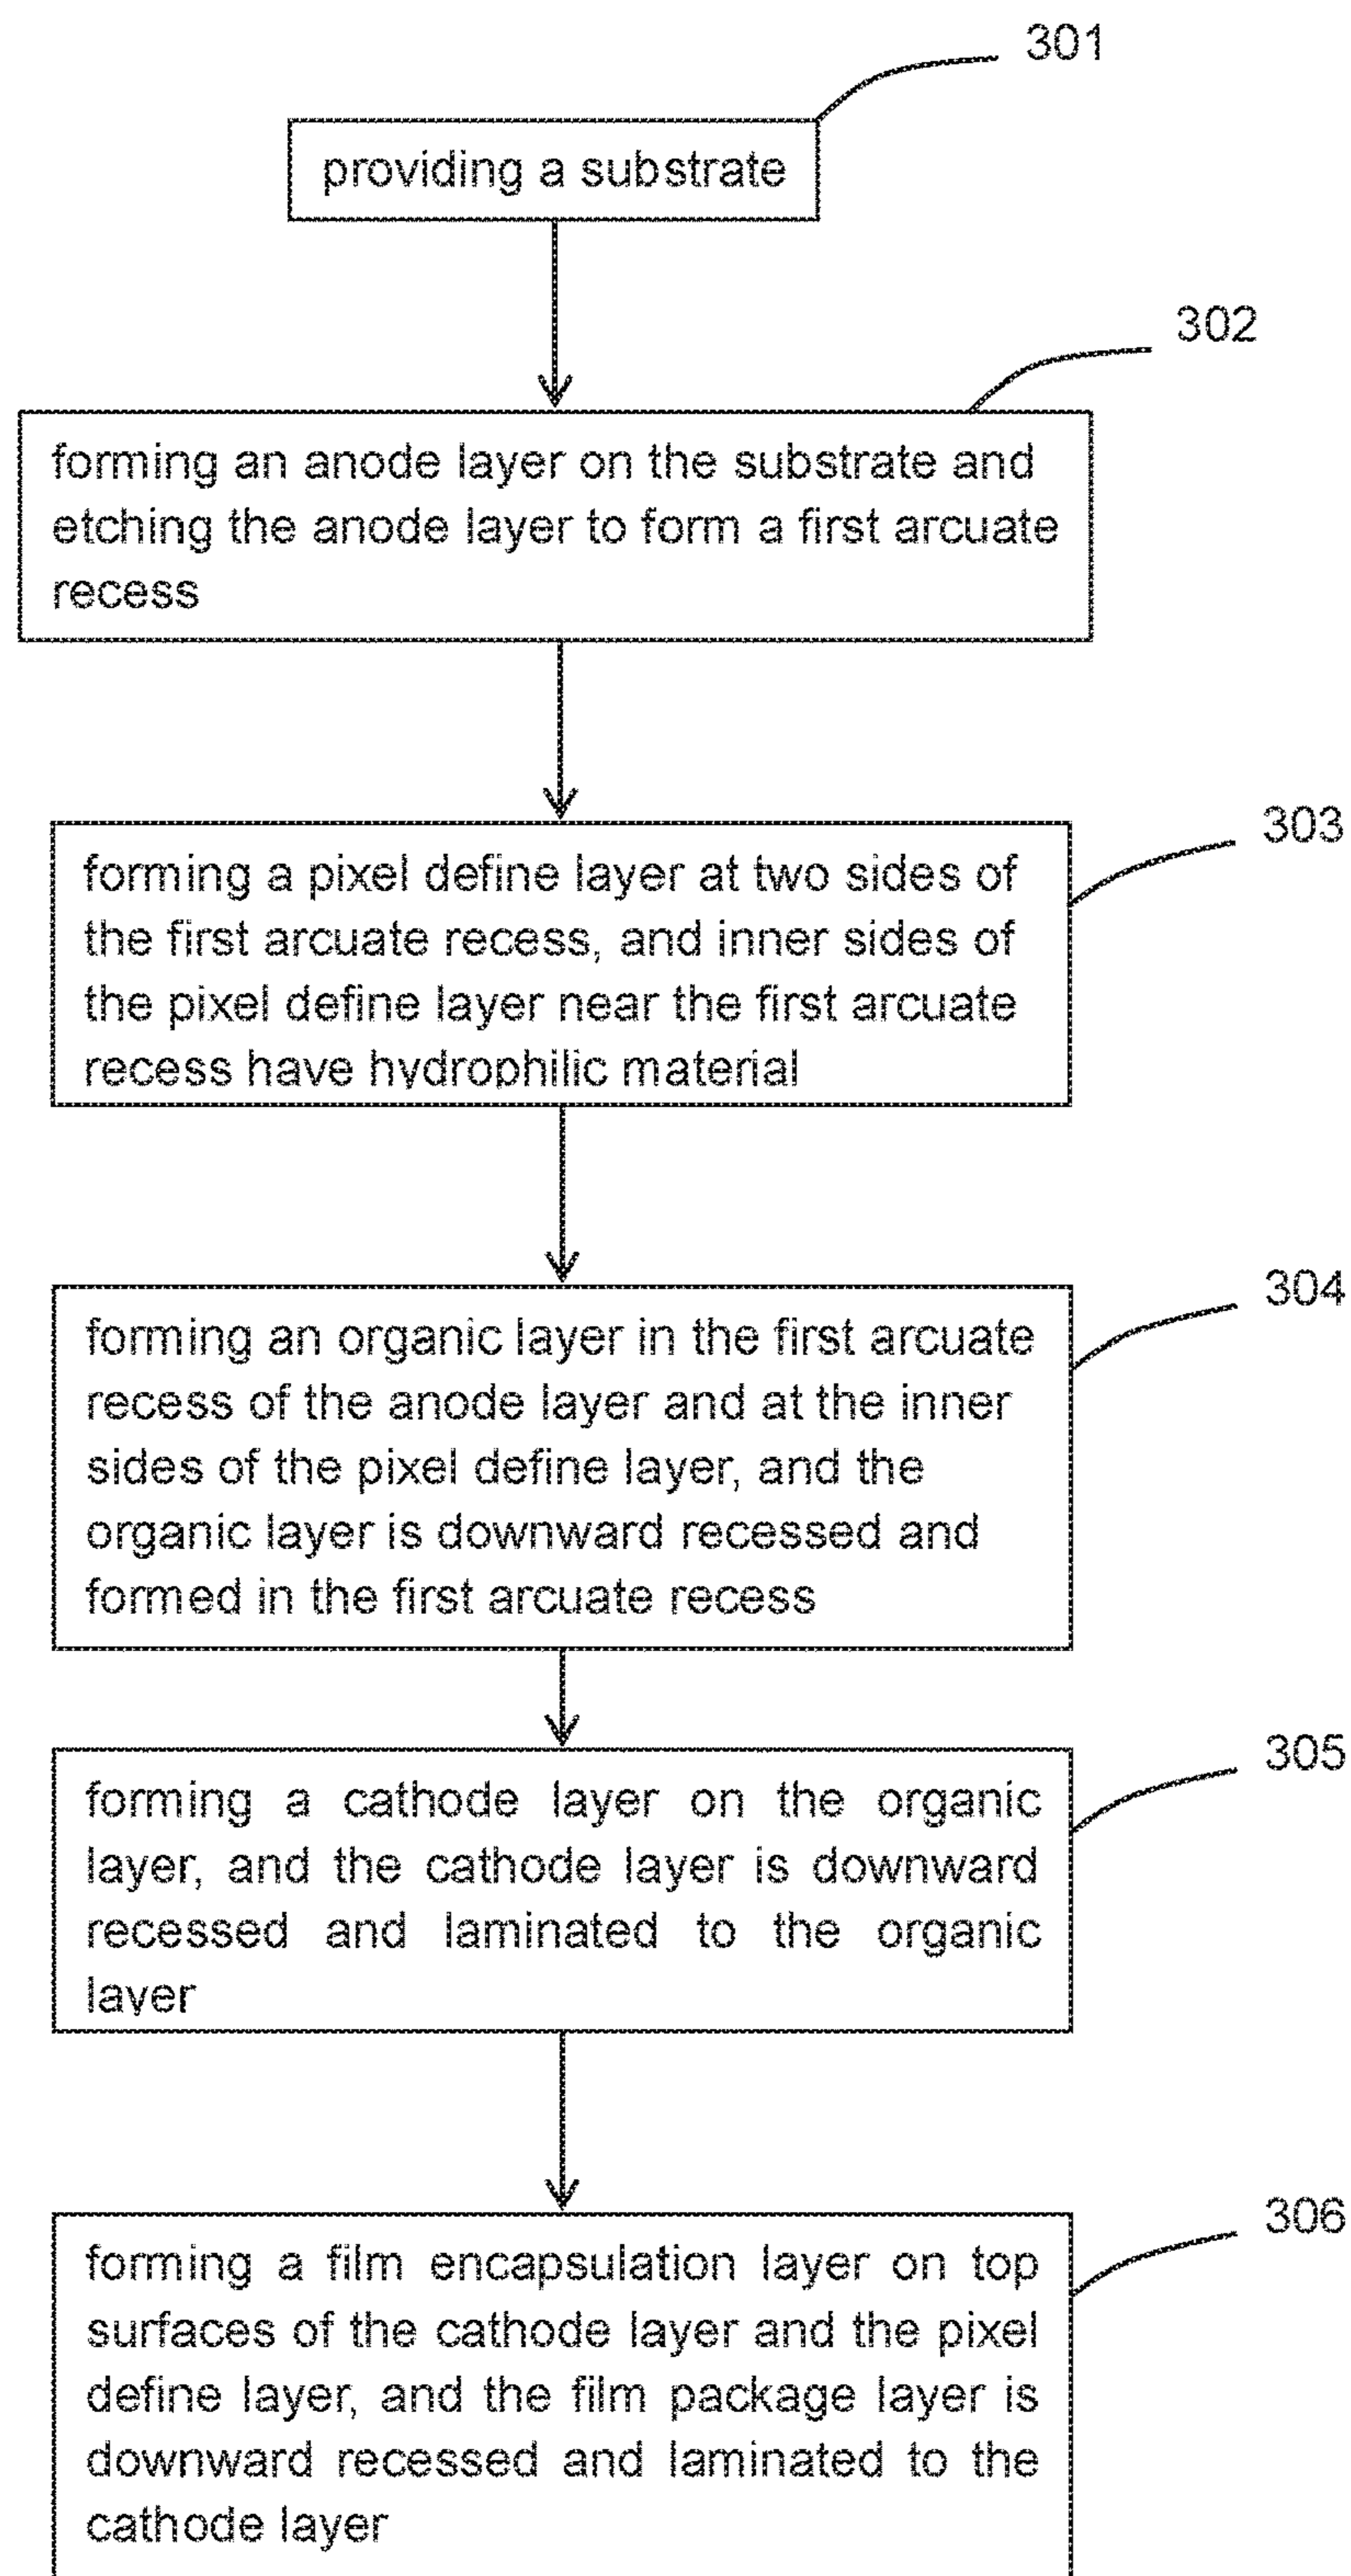 301
providing a substrate
302
forming an anode layer on the substrate and
etching the anode layer to form a first arcuate
recess
303
forming a pixel define layer at two sides of
the first arcuate recess, and inner sides of
the pixel define layer near the first arcuate
recess have hydrophilic material
304
forming an organic layer in the first arcuate
recess of the anode layer and at the inner
sides of the pixel define layer, and the
organic layer is downward recessed and
formed in the first arcuate recess
305
forming a cathode layer on the organic
layer, and the cathode layer is downward
recessed and laminated to the organic
layer
306
forming a film encapsulation layer on top
surfaces of the cathode layer and the pixel
define layer, and the film package layer is
downward recessed and laminated to the
cathode layer